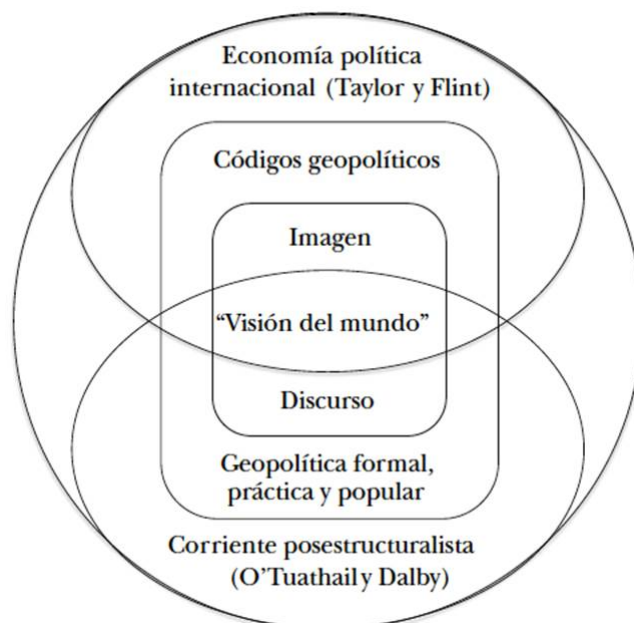 Economía política
internacional (Taylor y Flint)
Códigos geopolíticos
Imagen
“Visión del mundo”
Discurso
Geopolítica formal,
práctica y popular
Corriente posestructuralista
(O’Tuathail y Dalby)